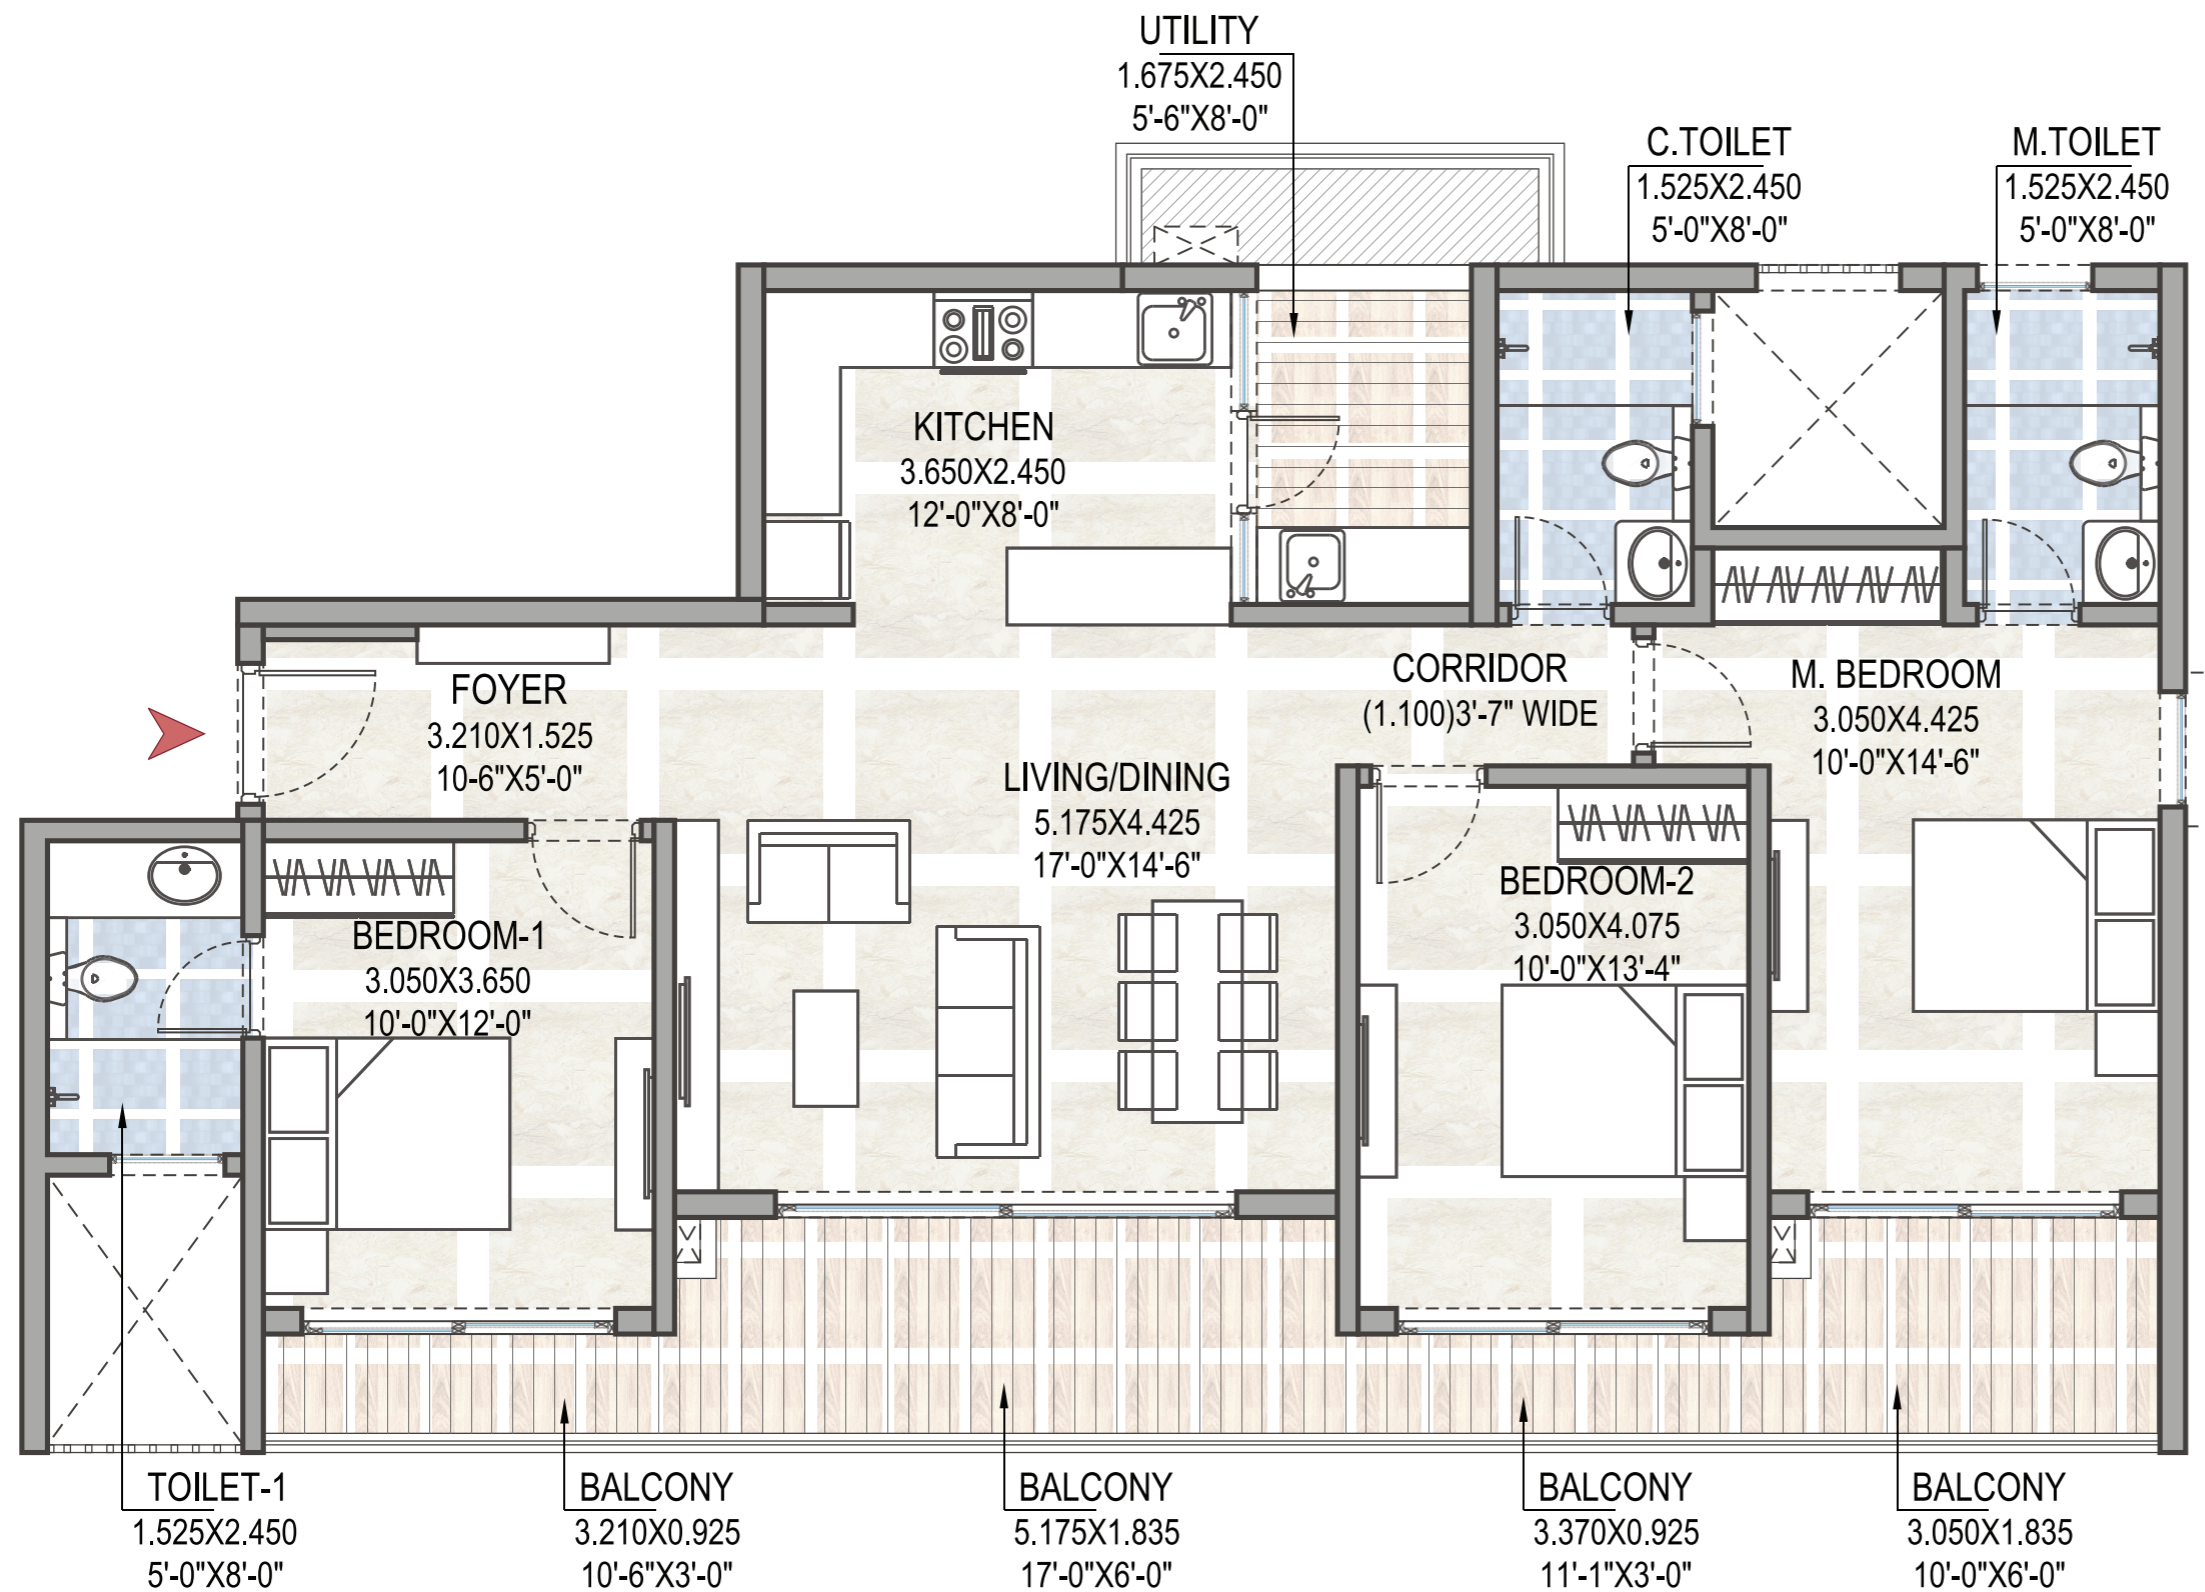 UTILITY
1.675X2.450
5'-6"X8'-0"
C.TOILET
1.525X2.450
5'-0"X8'-0"
M.TOILET
1.525X2.450
5'-0"X8'-0"
KITCHEN
3.650X2.450
12'-0"X8'-0"
FOYER
3.210X1.525
10-6"X5'-0"
CORRIDOR
(1.100)3'-7" WIDE
M. BEDROOM
3.050X4.425
10'-0"X14'-6"
LIVING/DINING
5.175X4.425
17'-0"X14'-6"
BEDROOM-2
3.050X4.075
10'-0"X13'-4"
BEDROOM-1
3.050X3.650
10'-0"X12'-0"
TOILET-1
1.525X2.450
5'-0"X8'-0"
BALCONY
3.210X0.925
10'-6"X3'-0"
BALCONY
5.175X1.835
17'-0"X6'-0"
BALCONY
3.370X0.925
11'-1"X3'-0"
BALCONY
3.050X1.835
10'-0"X6'-0"